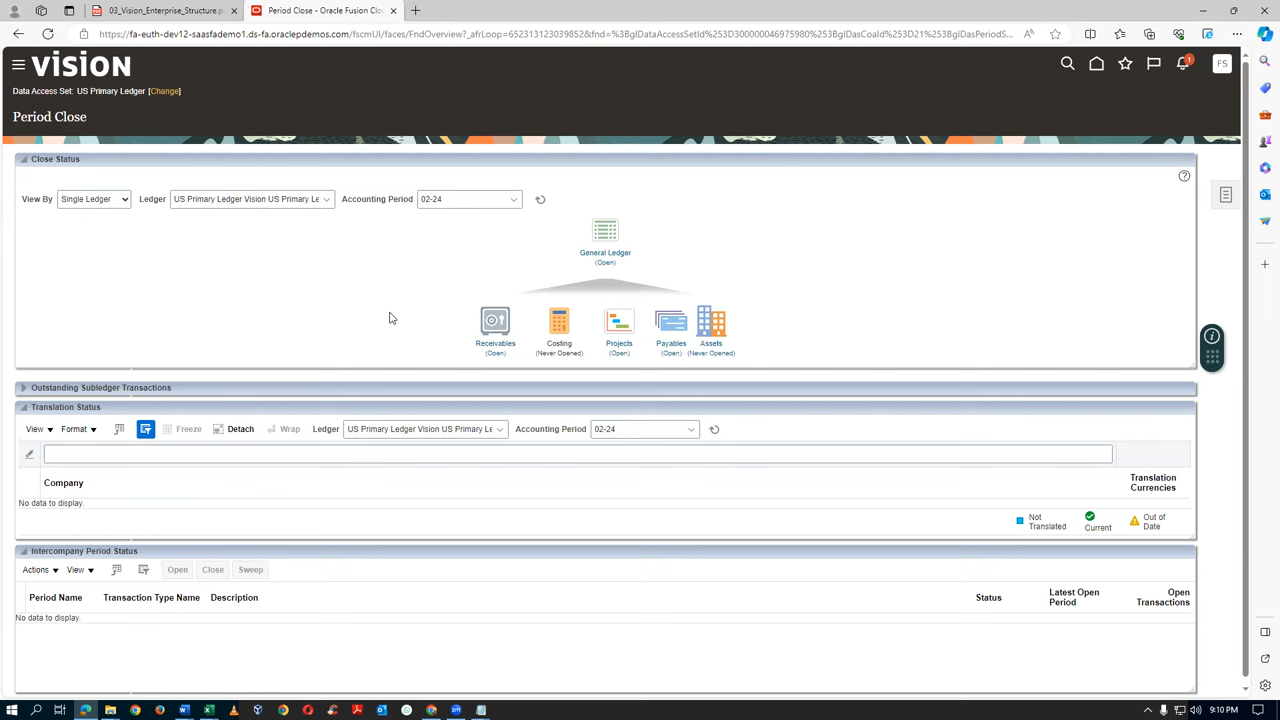 03_Vision_Enterprise_Structure.p
Period Close - Oracle Fusion Clo
https://fa-euth-dev12-saasfademo1.ds-fa.oraclepdemos.com/fscmUI/faces/FndOverview?_afrLoop=6523131230310352&fnd=%3BglDataAccessSetId%253D300000046975980%3BglDasCoaId%253D21%3BglDasPeriodS...
VISION
FS
1
Data Access Set: US Primary Ledger [Change]
Period Close
Close Status
View By Single Ledger Ledger US Primary Ledger Vision US Primary Le Accounting Period 02-24
General Ledger
(Open)
Receivables Costing Projects Payables Assets
(Open) (Never Opened) (Open) (Open) (Never Opened)
Outstanding Subledger Transactions
Translation Status
View Format Freeze Detach Wrap Ledger US Primary Ledger Vision US Primary Le Accounting Period 02-24
Company Translation Currencies
No data to display.
Not Translated Current Out of Date
Intercompany Period Status
Actions View Open Close Sweep
Period Name Transaction Type Name Description Status Latest Open Period Open Transactions
No data to display.
9:10 PM